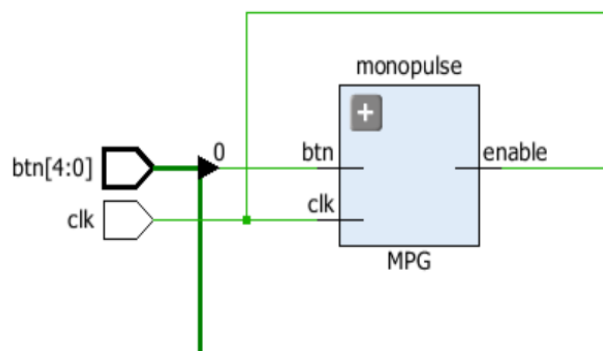 monopulse
btn[4:0]
0
btn
enable
clk
clk
MPG